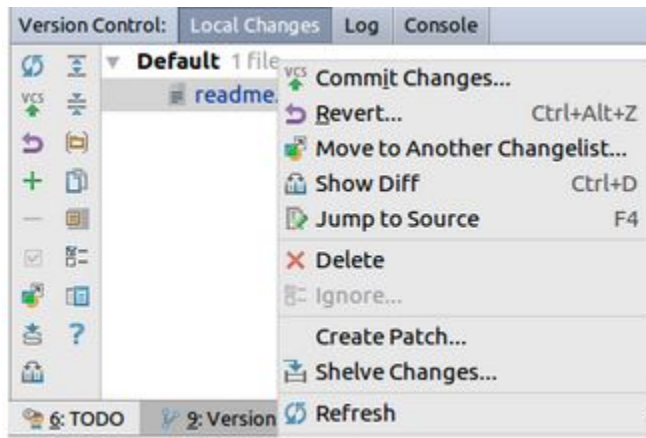 Version Control: Local Changes Log Console
Default 1 file
readme.
VCS Commit Changes...
Revert... Ctrl+Alt+Z
VCS
Move to Another Changelist...
Show Diff Ctrl+D
Jump to Source F4
Delete
Ignore...
Create Patch...
Shelve Changes...
6: TODO 9: Version
Refresh